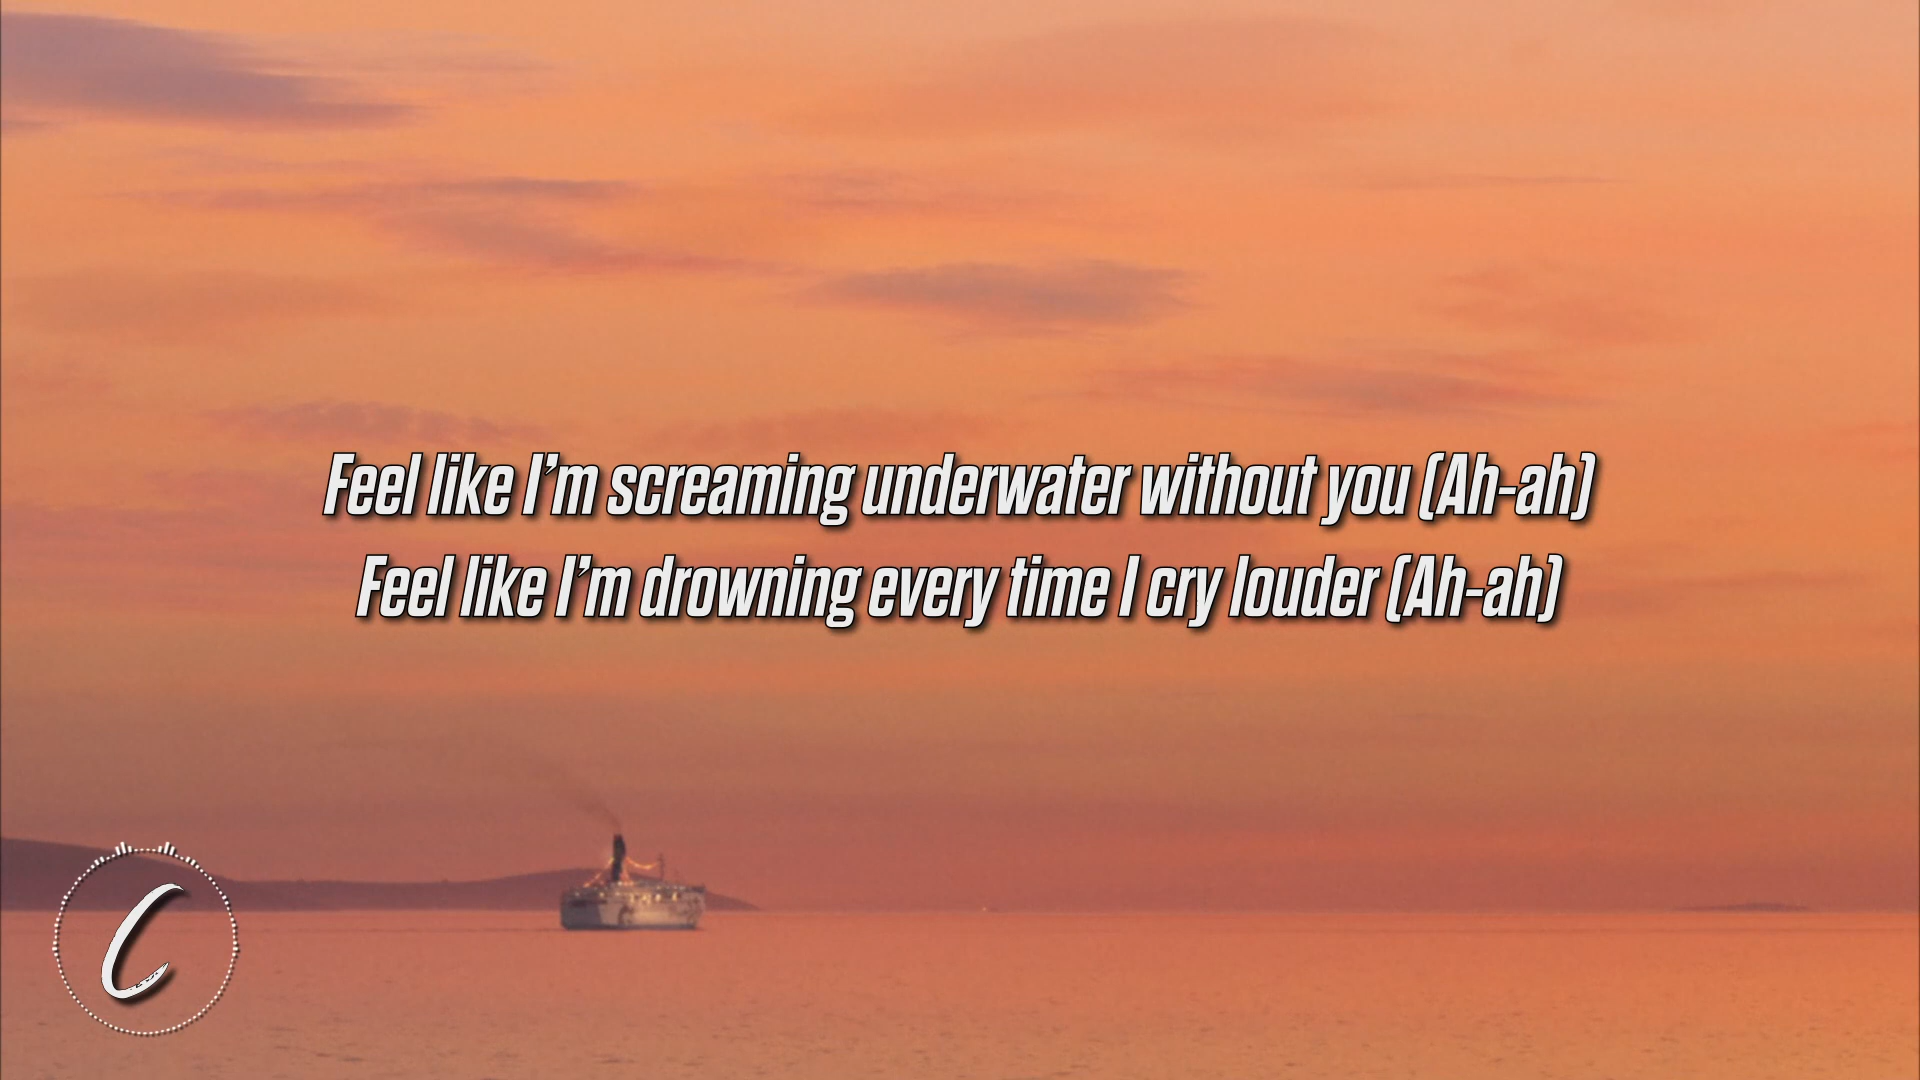 Feel like I’m screaming underwater without you (Ah-ah)
Feel like I’m drowning every time I cry louder (Ah-ah)
C